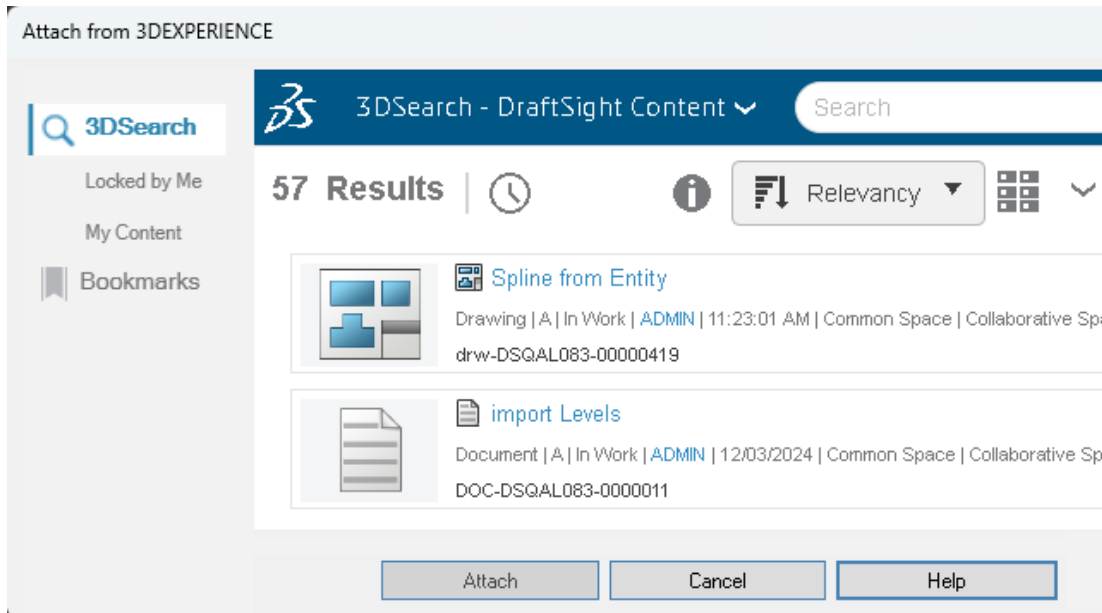 Attach from 3DEXPERIENCE
3DSearch
Locked by Me
My Content
Bookmarks
3DSearch - DraftSight Content
Search
57 Results
Relevancy
Spline from Entity
Drawing | A | In Work | ADMIN | 11:23:01 AM | Common Space | Collaborative Spa
drw-DSQAL083-00000419
import Levels
Document | A | In Work | ADMIN | 12/03/2024 | Common Space | Collaborative Sp
DOC-DSQAL083-0000011
Attach
Cancel
Help